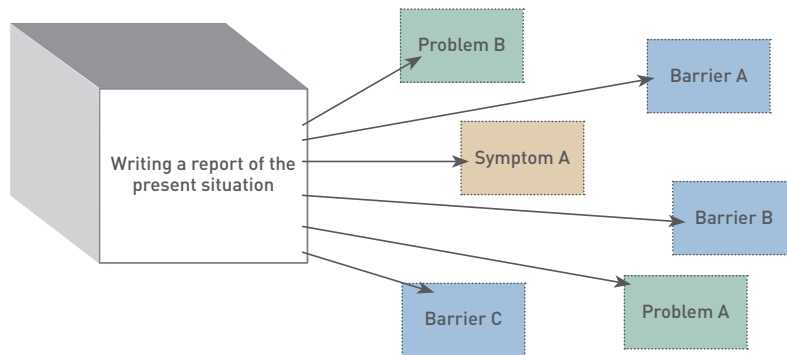 Problem B
Barrier A
Writing a report of the
present situation
Symptom A
Barrier B
Problem A
Barrier C